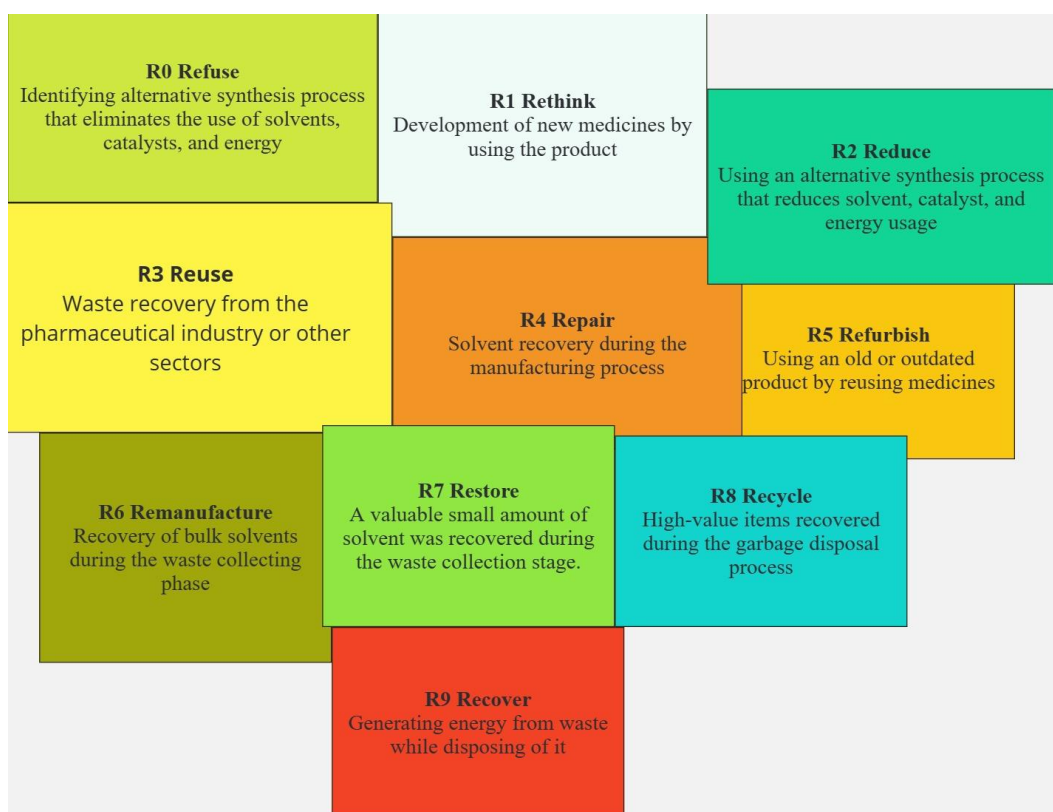 R0 Refuse
Identifying alternative synthesis process
that eliminates the use of solvents,
catalysts, and energy
R1 Rethink
Development of new medicines by
using the product
R2 Reduce
Using an alternative synthesis process
that reduces solvent, catalyst, and
energy usage
R3 Reuse
Waste recovery from the
pharmaceutical industry or other
sectors
R4 Repair
Solvent recovery during the
manufacturing process
R5 Refurbish
Using an old or outdated
product by reusing medicines
R6 Remanufacture
Recovery of bulk solvents
during the waste collecting
phase
R7 Restore
A valuable small amount of
solvent was recovered during
the waste collection stage.
R8 Recycle
High-value items recovered
during the garbage disposal
process
R9 Recover
Generating energy from waste
while disposing of it